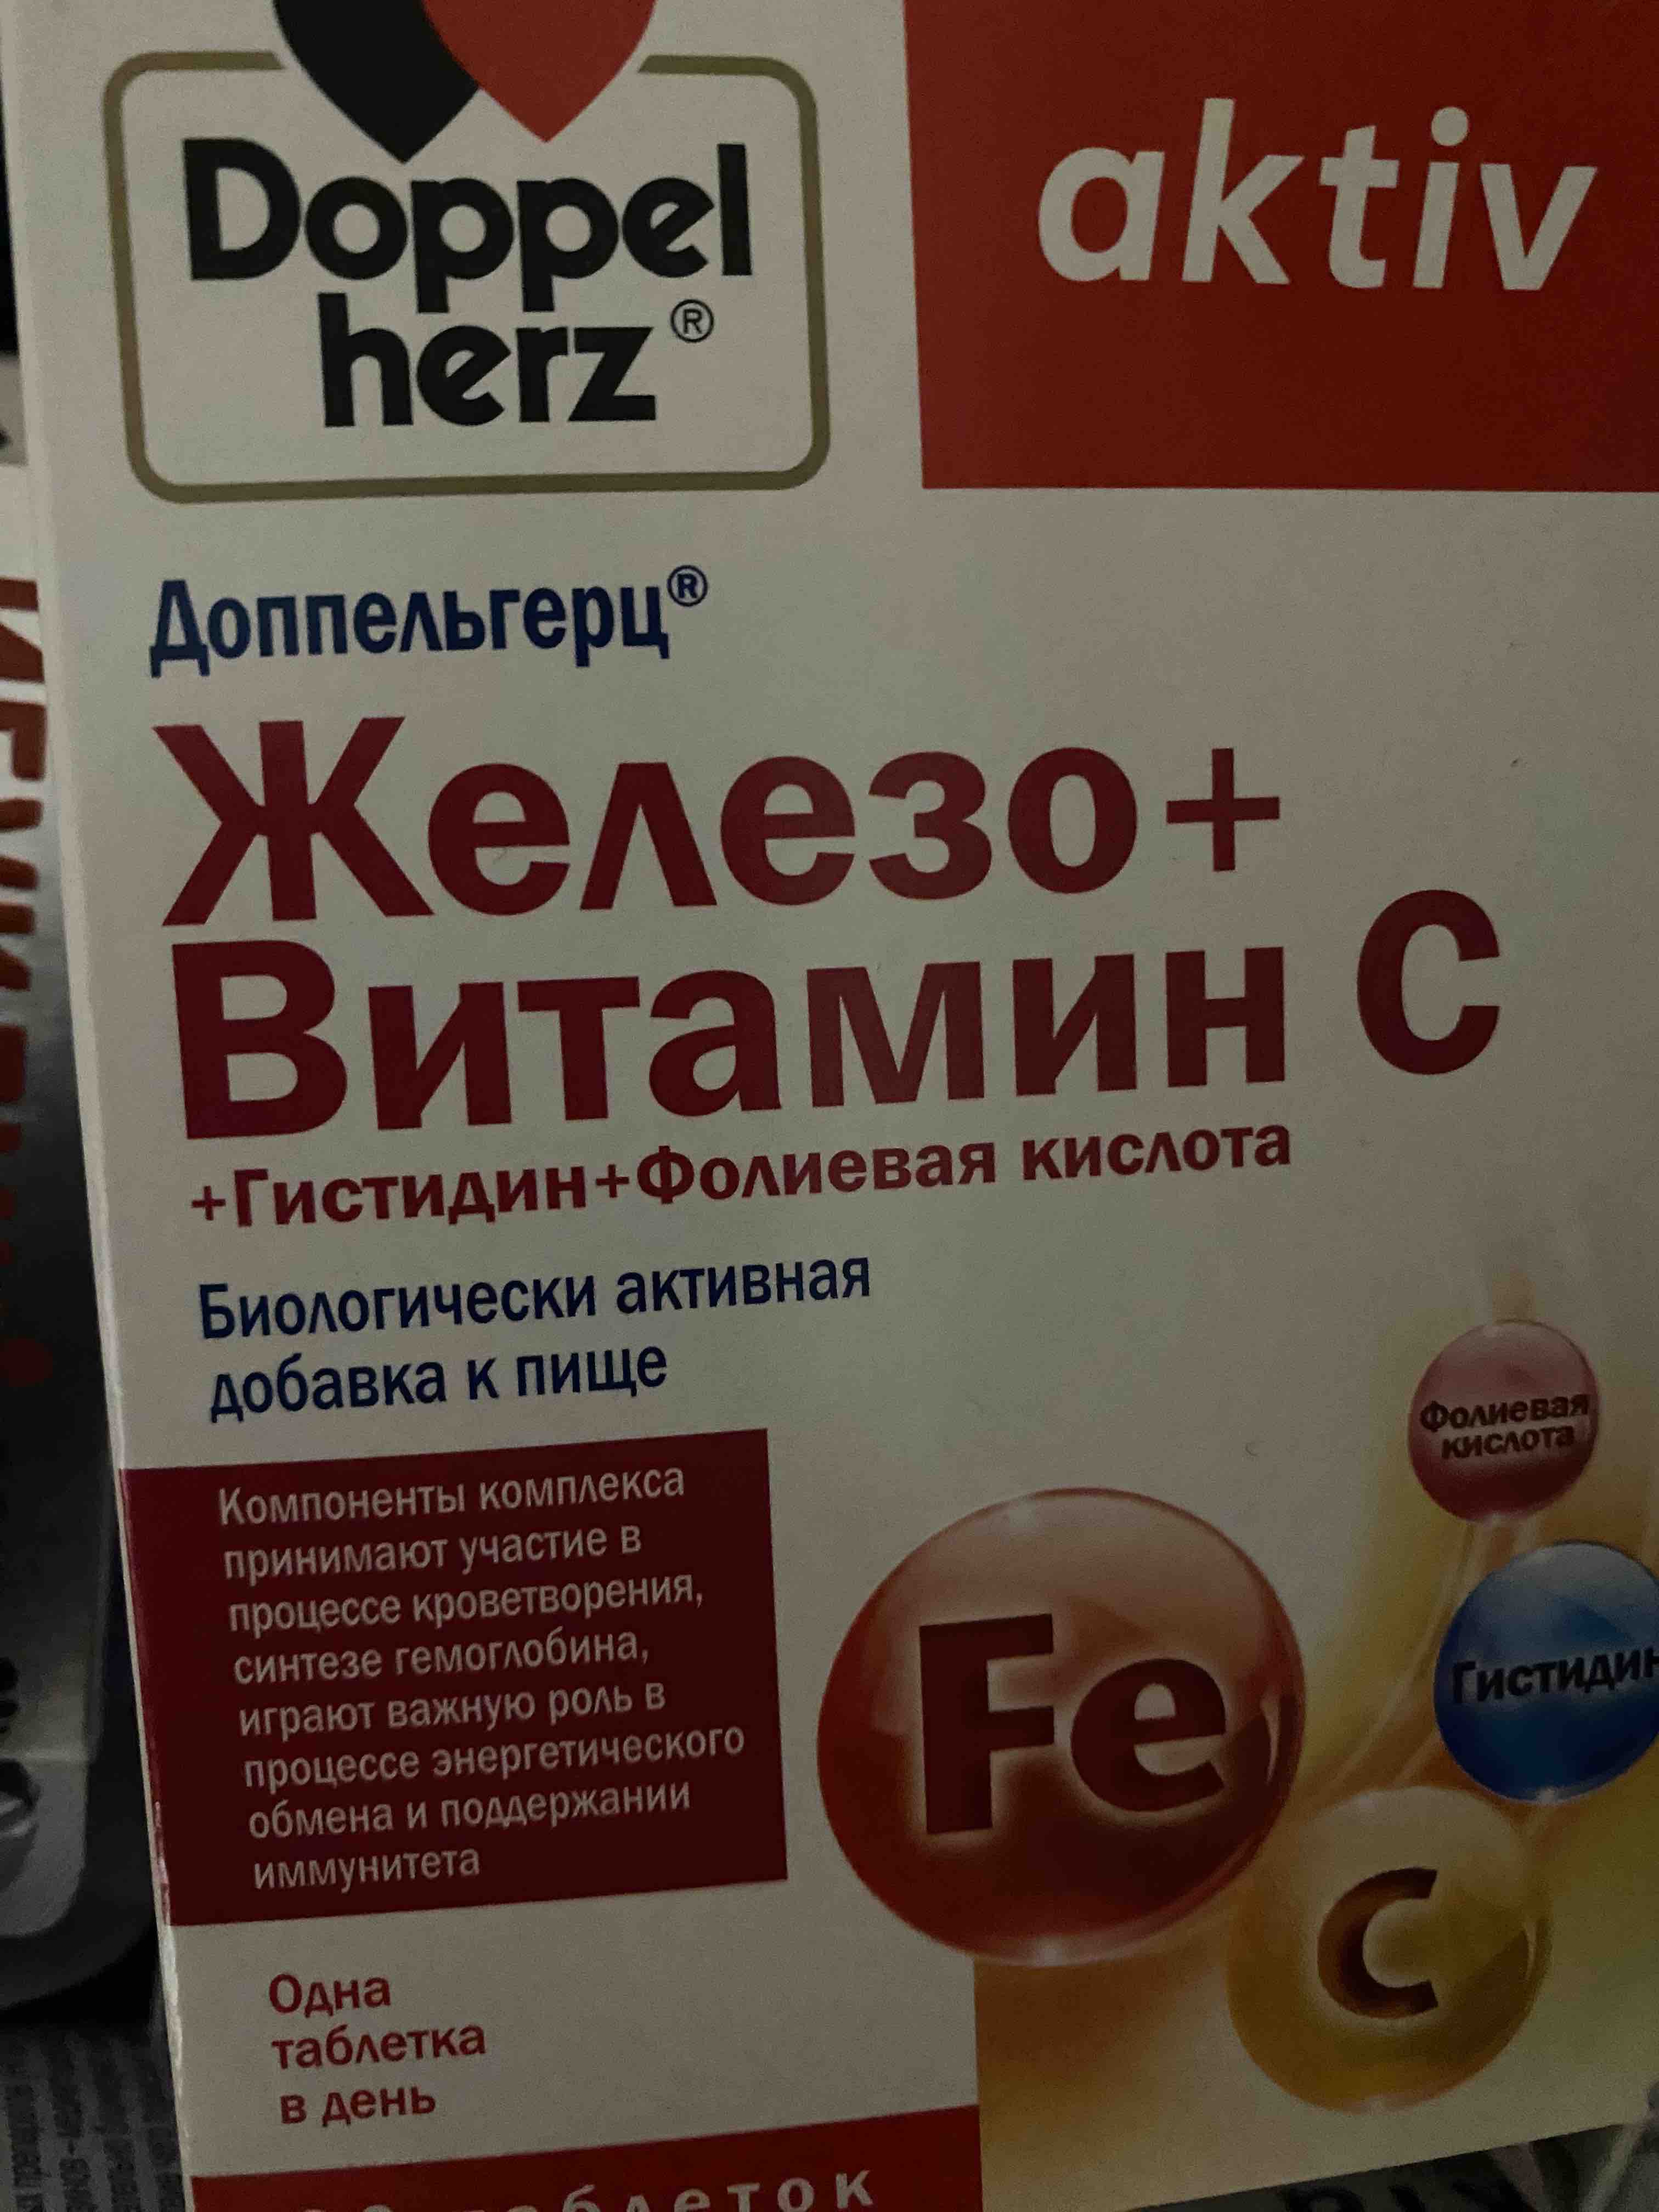 Doppel
herz®
aktiv
Доппельгерц®
Железо+
Витамин С
+Гистидин+Фолиевая кислота
Биологически активная
добавка к пище
Компоненты комплекса
принимают участие в
процессе кроветворения,
синтезе гемоглобина,
играют важную роль в
процессе энергетического
обмена и поддержании
иммунитета
Фолиевая
кислота
Гистидин
Fe
C
Одна
таблетка
в день
таблеток